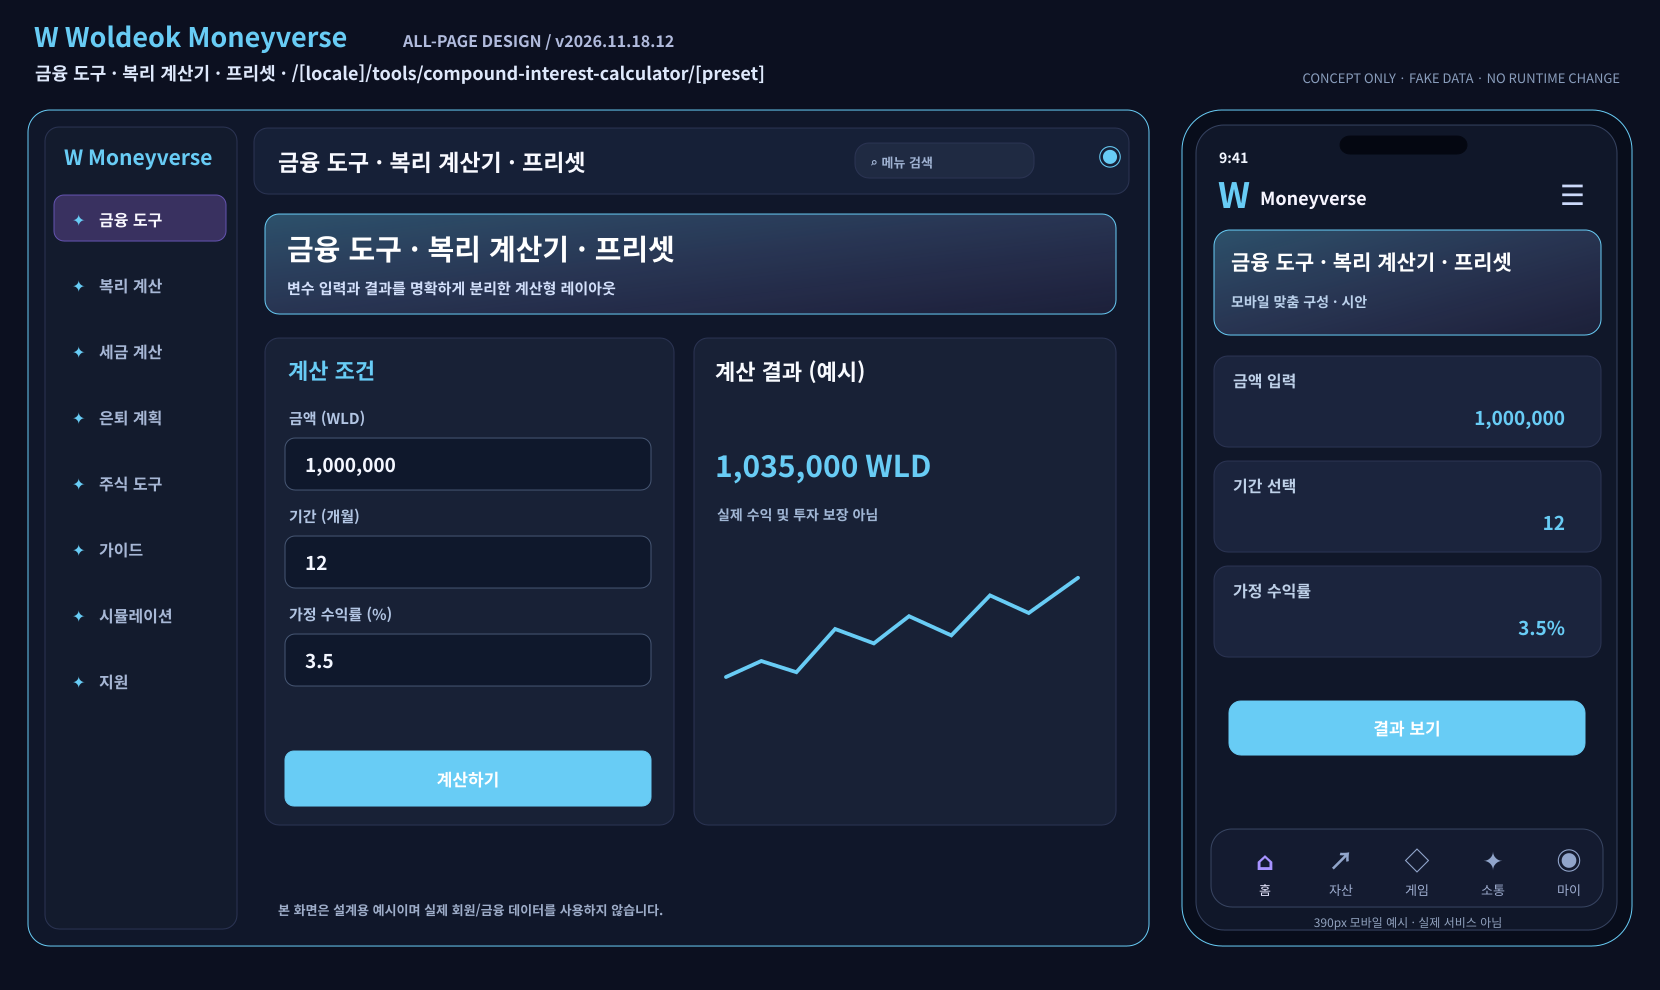 W Woldeok Moneyverse
ALL-PAGE DESIGN / v2026.11.18.12
금융 도구 · 복리 계산기 · 프리셋 · /[locale]/tools/compound-interest-calculator/[preset]
CONCEPT ONLY · FAKE DATA · NO RUNTIME CHANGE
W Moneyverse
금융 도구
복리 계산
세금 계산
은퇴 계획
주식 도구
가이드
시뮬레이션
지원
금융 도구 · 복리 계산기 · 프리셋
메뉴 검색
금융 도구 · 복리 계산기 · 프리셋
변수 입력과 결과를 명확하게 분리한 계산형 레이아웃
계산 조건
금액 (WLD)
1,000,000
기간 (개월)
12
가정 수익률 (%)
3.5
계산하기
계산 결과 (예시)
1,035,000 WLD
실제 수익 및 투자 보장 아님
본 화면은 설계용 예시이며 실제 회원/금융 데이터를 사용하지 않습니다.
9:41
W Moneyverse
금융 도구 · 복리 계산기 · 프리셋
모바일 맞춤 구성 · 시안
금액 입력
1,000,000
기간 선택
12
가정 수익률
3.5%
결과 보기
홈
자산
게임
소통
마이
390px 모바일 예시 · 실제 서비스 아님